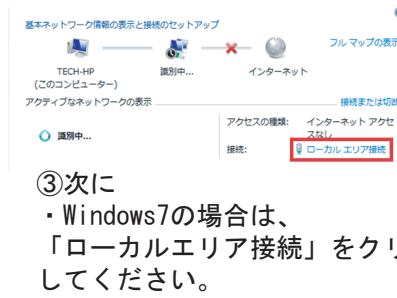 基本ネットワーク情報の表示と接続のセットアップ
フル マップの表示
TECH-HP
(このコンピューター)
識別中...
インターネット
アクティブなネットワークの表示
接続または切断
識別中...
アクセスの種類:
インターネット アクセ
スなし
接続:
ローカル エリア接続
③次に
・Windows7の場合は、
「ローカルエリア接続」をクリ
してください。